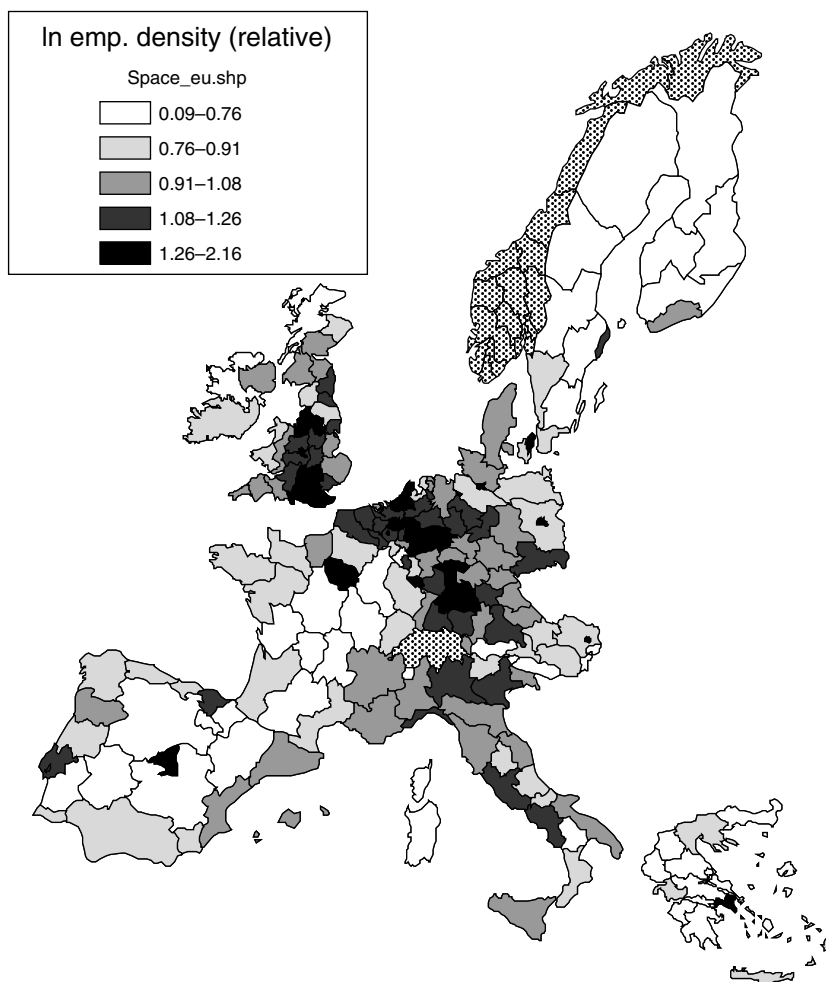 ln emp. density (relative)
Space_eu.shp
0.09–0.76
0.76–0.91
0.91–1.08
1.08–1.26
1.26–2.16